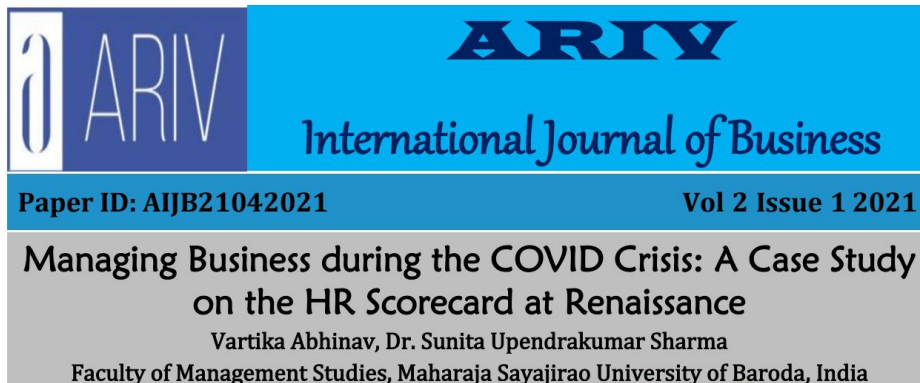 a ARIV
ARIV
International Journal of Business
Paper ID: AIJB21042021 Vol 2 Issue 1 2021
Managing Business during the COVID Crisis: A Case Study
on the HR Scorecard at Renaissance
Vartika Abhinav, Dr. Sunita Upendrakumar Sharma
Faculty of Management Studies, Maharaja Sayajirao University of Baroda, India